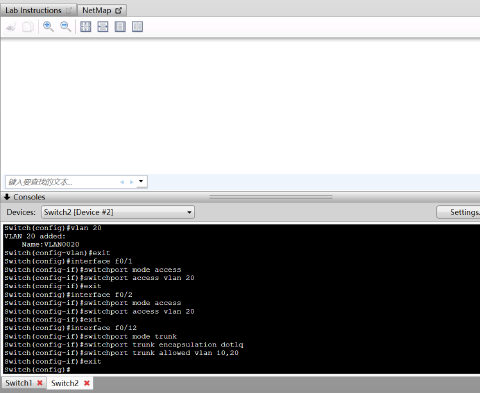 Lab Instructions
NetMap
键入要查找的文本...
Consoles
Devices: Switch2 [Device #2] Settings.
Switch(config)#vlan 20
VLAN 20 added:
Name:VLAN0020
Switch(config-vlan)#exit
Switch(config)#interface f0/1
Switch(config-if)#switchport mode access
Switch(config-if)#switchport access vlan 20
Switch(config-if)#exit
Switch(config)#interface f0/2
Switch(config-if)#switchport mode access
Switch(config-if)#switchport access vlan 20
Switch(config-if)#exit
Switch(config)#interface f0/12
Switch(config-if)#switchport mode trunk
Switch(config-if)#switchport trunk encapsulation dot1q
Switch(config-if)#switchport trunk allowed vlan 10,20
Switch(config-if)#exit
Switch(config)#
Switch1
Switch2